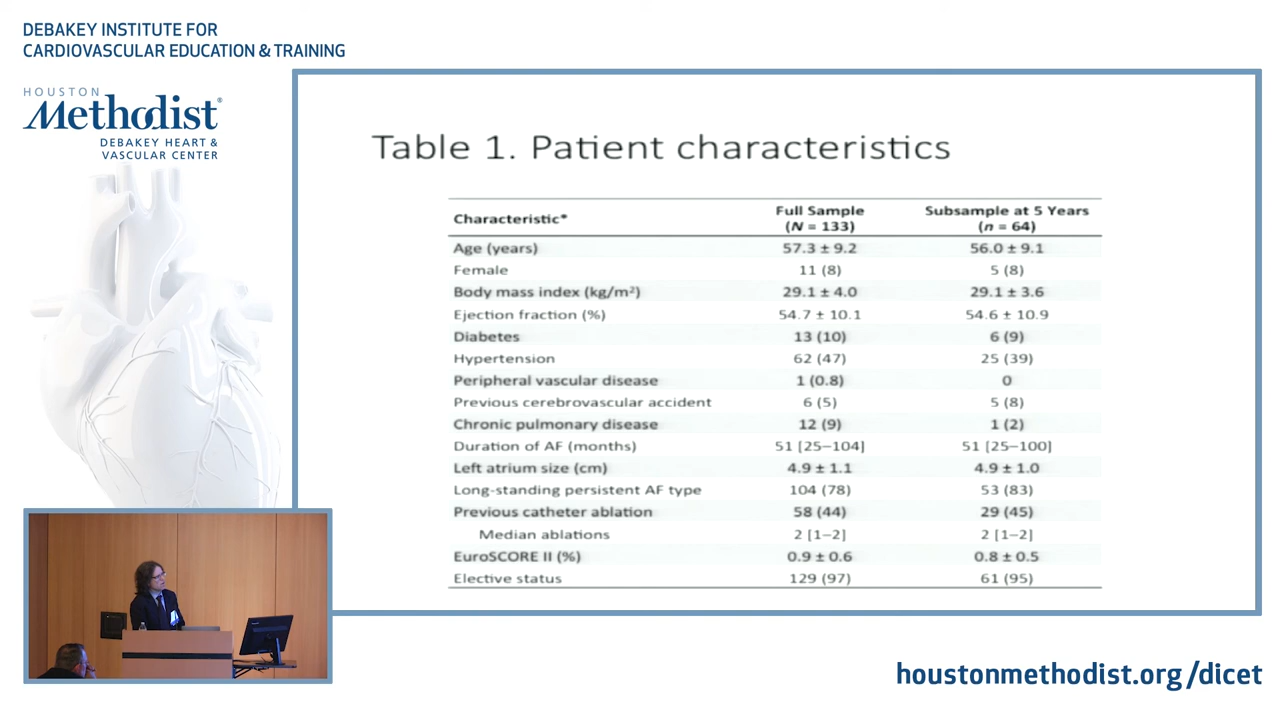 DEBAKEY INSTITUTE FOR
CARDIOVASCULAR EDUCATION & TRAINING
HOUSTON
Methodist®
DEBAKEY HEART &
VASCULAR CENTER
Table 1. Patient characteristics
Characteristic* Full Sample (N = 133) Subsample at 5 Years (n = 64)
Age (years) 57.3 ± 9.2 56.0 ± 9.1
Female 11 (8) 5 (8)
Body mass index (kg/m²) 29.1 ± 4.0 29.1 ± 3.6
Ejection fraction (%) 54.7 ± 10.1 54.6 ± 10.9
Diabetes 13 (10) 6 (9)
Hypertension 62 (47) 25 (39)
Peripheral vascular disease 1 (0.8) 0
Previous cerebrovascular accident 6 (5) 5 (8)
Chronic pulmonary disease 12 (9) 1 (2)
Duration of AF (months) 51 [25–104] 51 [25–100]
Left atrium size (cm) 4.9 ± 1.1 4.9 ± 1.0
Long-standing persistent AF type 104 (78) 53 (83)
Previous catheter ablation 58 (44) 29 (45)
Median ablations 2 [1–2] 2 [1–2]
EuroSCORE II (%) 0.9 ± 0.6 0.8 ± 0.5
Elective status 129 (97) 61 (95)
houstonmethodist.org/dicet